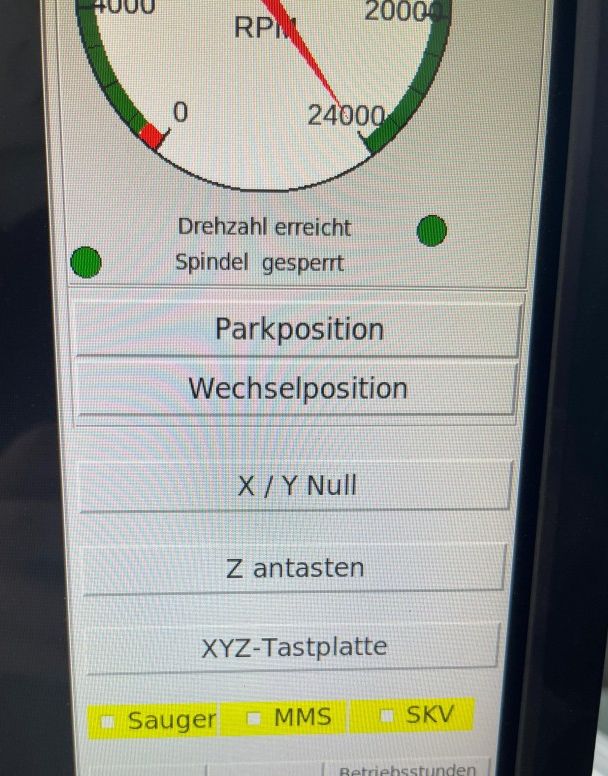 4000
20000
RPM
0
24000
Drehzahl erreicht
Spindel gesperrt
Parkposition
Wechselposition
X / Y Null
Z antasten
XYZ-Tastplatte
Sauger MMS SKV
Betriebsstunden